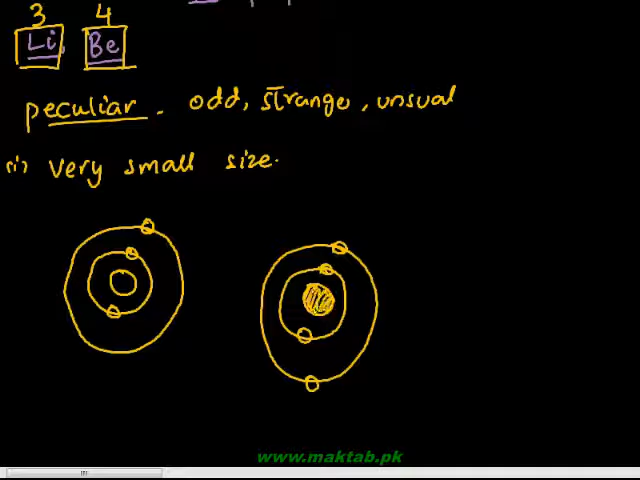 3 4
Li, Be
peculiar - odd, strange, unsual
(i) very small size.
www.maktab.pk